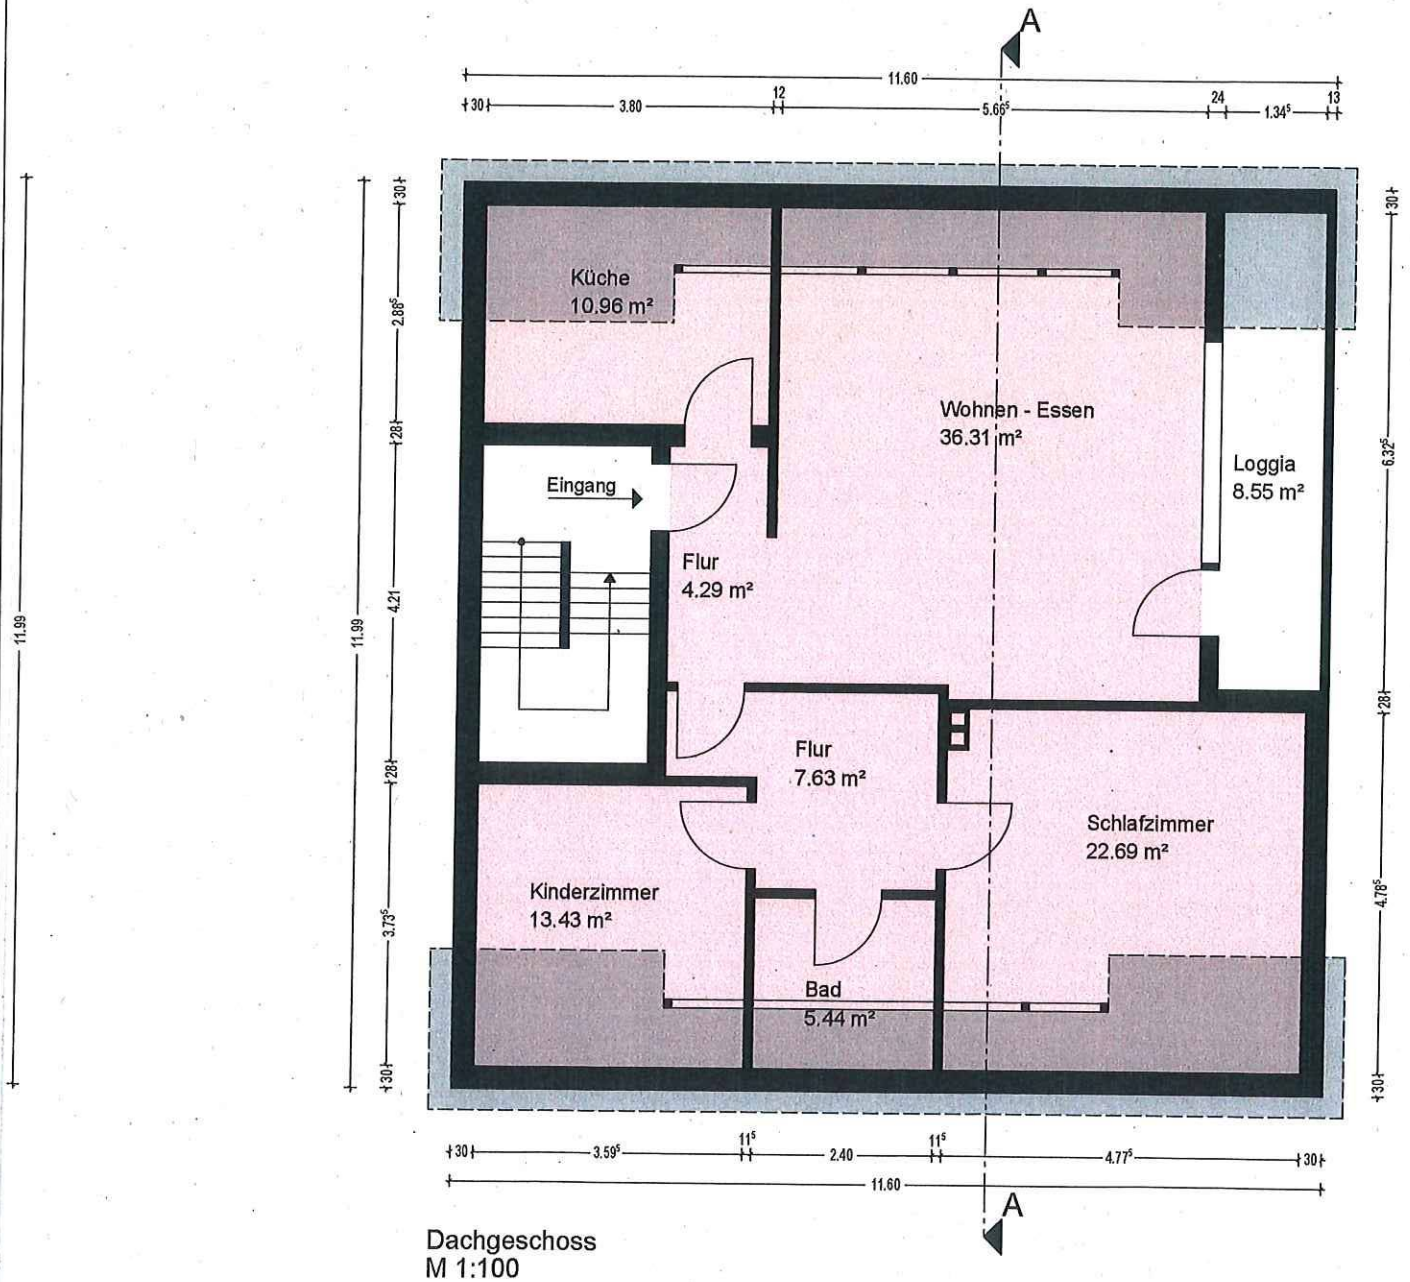 A
11.60
30
3.80
12
5.66⁵
24
1.34⁵
13
30
30
Küche
10.96 m²
2.88⁵
Wohnen - Essen
36.31 m²
28
6.32⁵
Loggia
8.55 m²
Eingang
Flur
4.29 m²
4.21
11.99
11.99
28
Flur
7.63 m²
28
Schlafzimmer
22.69 m²
Kinderzimmer
13.43 m²
4.78⁵
3.73⁵
Bad
5.44 m²
30
30
30
3.59⁵
11⁵
2.40
11⁵
4.77⁵
30
11.60
A
Dachgeschoss
M 1:100